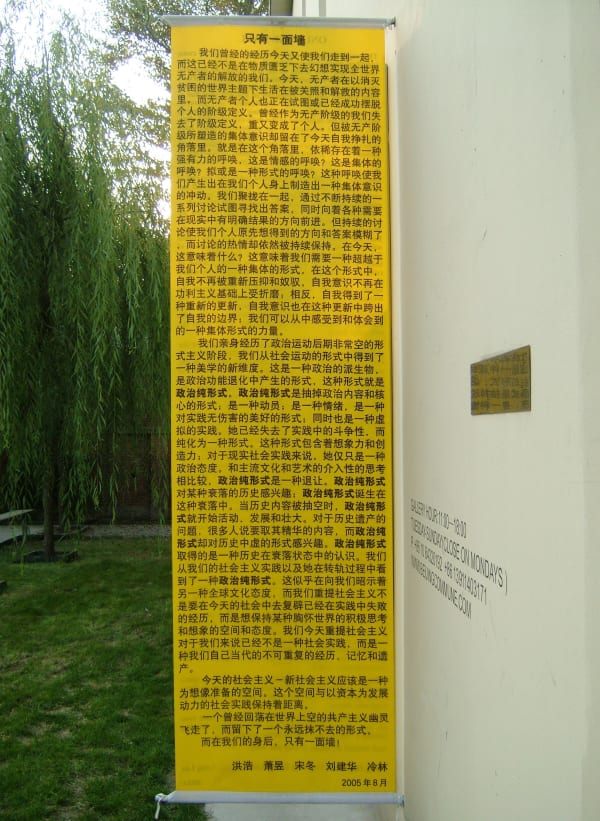 只有一面墙
我们曾经的经历今天又使我们走到一起,
而这已经不是在物质匮乏下去幻想实现全世界
无产者的解放的我们。今天，无产者在以消灭
贫困的世界主题下生活在被关照和解救的内容
里。而无产者个人也正在试图或已经成功摆脱
个人的阶级定义。曾经作为无产阶级的我们失
去了阶级定义，重又变成了个人。但被无产阶
级所塑造的集体意识却留在了今天自我挣扎的
角落里。就是在这个角落里，依稀存在着一种
强有力的呼唤，这是情感的呼唤？这是集体的
呼唤？拟或是一种形式的呼唤？这种呼唤使我
们产生出在我们个人身上制造出一种集体意识
的冲动。我们聚拢在一起，通过不断持续的一
系列讨论试图寻找出答案，同时向着各种需要
在现实中有明确结果的方向前进。但持续的讨
论使我们个人原先想得到的方向和答案模糊了
，而讨论的热情却依然被持续保持。在今天，
这意味着什么？这意味着我们需要一种超越于
我们个人的一种集体的形式，在这个形式中，
自我不再被重新压抑和奴驭，自我意识不再在
功利主义基础上受折磨；相反，自我得到了一
种重新的更新，自我意识也在这种更新中跨出
了自我的边界；我们可以从中感受到和体会到
的一种集体形式的力量。
我们亲身经历了政治运动后期非常空的形
式主义阶段，我们从社会运动的形式中得到了
一种美学的新维度。这是一种政治的派生物，
是政治功能退化中产生的形式，这种形式就是
政治纯形式，政治纯形式是抽掉政治内容和核
心的形式；是一种动员；是一种情绪，是一种
对实践无伤害的美好的形式；同时也是一种虚
拟的实践。她已经失去了实践中的斗争性，而
纯化为一种形式。这种形式包含着想象力和创
造力；对于现实社会实践来说，她仅只是一种
政治态度。和主流文化和艺术的介入性的思考
相比较，政治纯形式是一种退让。政治纯形式
对某种衰落的历史感兴趣；政治纯形式诞生在
这种衰落中。当历史内容被抽空时，政治纯形
式就开始活动、发展和壮大。对于历史遗产的
问题，很多人说要取其精华的内容，而政治纯
形式却对历史中虚的形式感兴趣。政治纯形式
取得的是一种历史在衰落状态中的认识。我们
从我们的社会主义实践以及她在转轨过程中看
到了一种政治纯形式。这似乎在向我们暗示着
另一种全球文化态度，而我们重提社会主义不
是要在今天的社会中去复辟已经在实践中失败
的经历，而是想保持某种胸怀世界的积极思考
和想象的空间和态度。我们今天重提社会主义
对于我们来说已经不是一种社会实践，而是一
种我们自己当代的不可重复的经历，记忆和遗
产。
今天的社会主义－新社会主义应该是一种
为想像准备的空间。这个空间与以资本为发展
动力的社会实践保持着距离。
一个曾经回荡在世界上空的共产主义幽灵
飞走了，而留下了一个永远抹不去的形式。
而在我们的身后，只有一面墙！
洪浩 萧昱 宋冬 刘建华 冷林
2005年8月
GALLERY HOUR:11:00--18:00
TUESDAY-SUNDAY(CLOSE ON MONDAYS)
WWW.BEIJINGCOMMUNE.COM